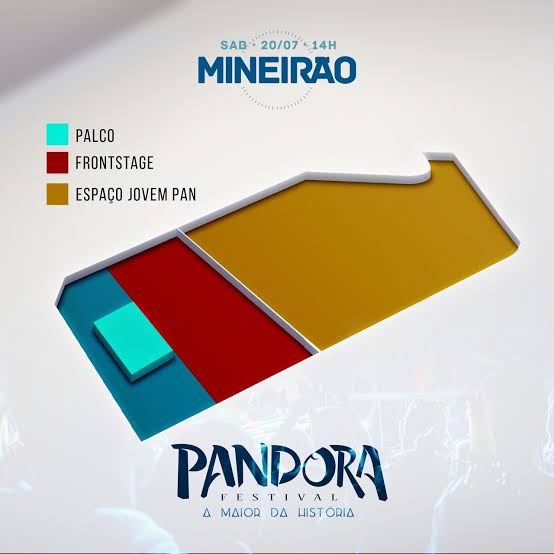 SAB · 20/07 · 14H
MINEIRÃO
PALCO
FRONTSTAGE
ESPAÇO JOVEM PAN
PANDORA
FESTIVAL
A MAIOR DA HISTÓRIA